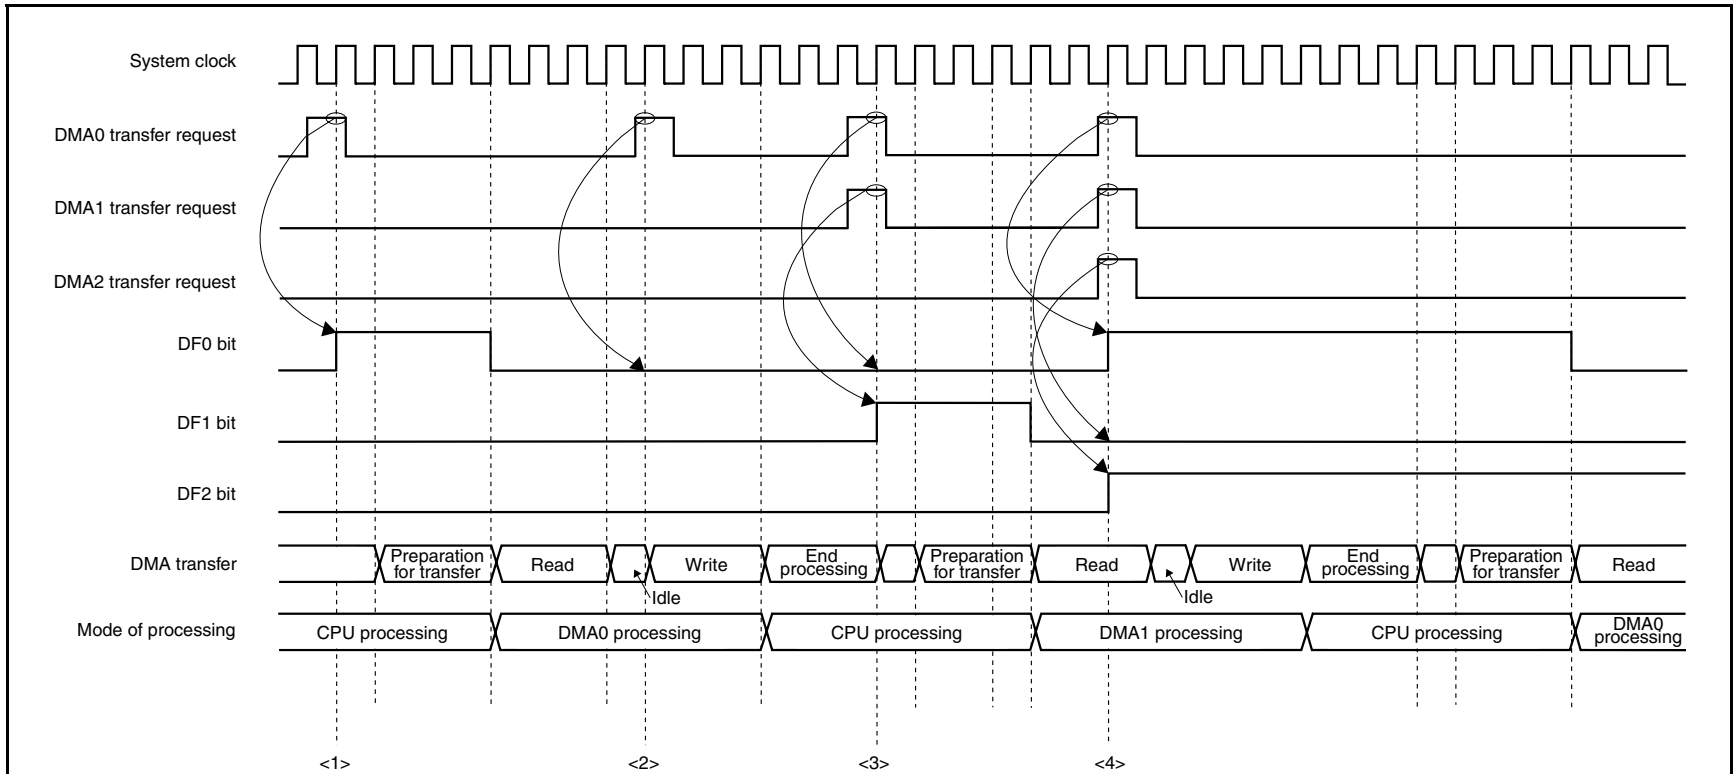 System clock
DMA0 transfer request
DMA1 transfer request
DMA2 transfer request
DF0 bit
DF1 bit
DF2 bit
DMA transfer
Preparation
for transfer
Read
Write
End
processing
Preparation
for transfer
Read
Write
End
processing
Preparation
for transfer
Read
Idle
Idle
Mode of processing
CPU processing
DMA0 processing
CPU processing
DMA1 processing
CPU processing
DMA0
processing
<1>
<2>
<3>
<4>